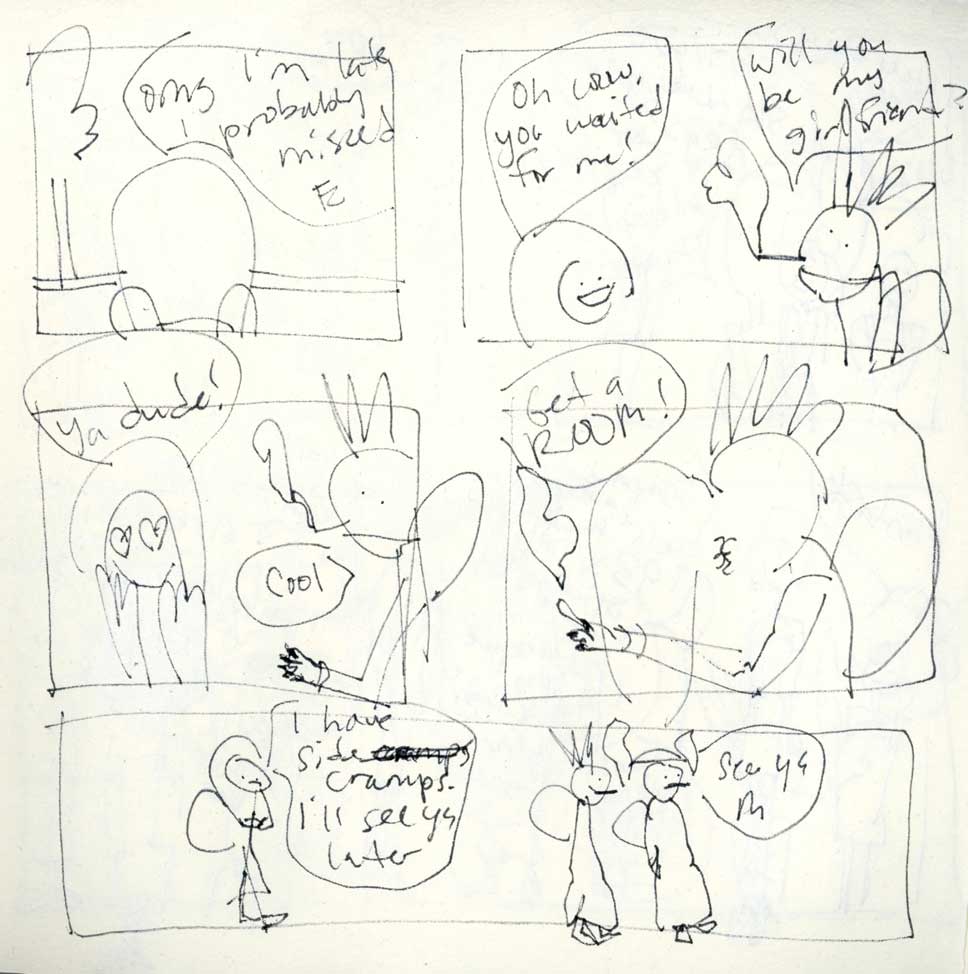 omg i'm late
i probably
missed
E
Oh wow,
you waited
for me!
will you
be my
girlfriend?
ya dude!
Cool
Get a
ROOM!
I have
side cramps
cramps.
I'll see ya
later
see ya
M